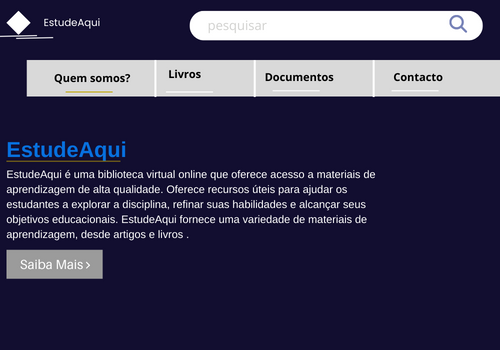 EstudeAqui
pesquisar
Quem somos?
Livros
Documentos
Contacto
EstudeAqui
EstudeAqui é uma biblioteca virtual online que oferece acesso a materiais de
aprendizagem de alta qualidade. Oferece recursos úteis para ajudar os
estudantes a explorar a disciplina, refinar suas habilidades e alcançar seus
objetivos educacionais. EstudeAqui fornece uma variedade de materiais de
aprendizagem, desde artigos e livros .
Saiba Mais >